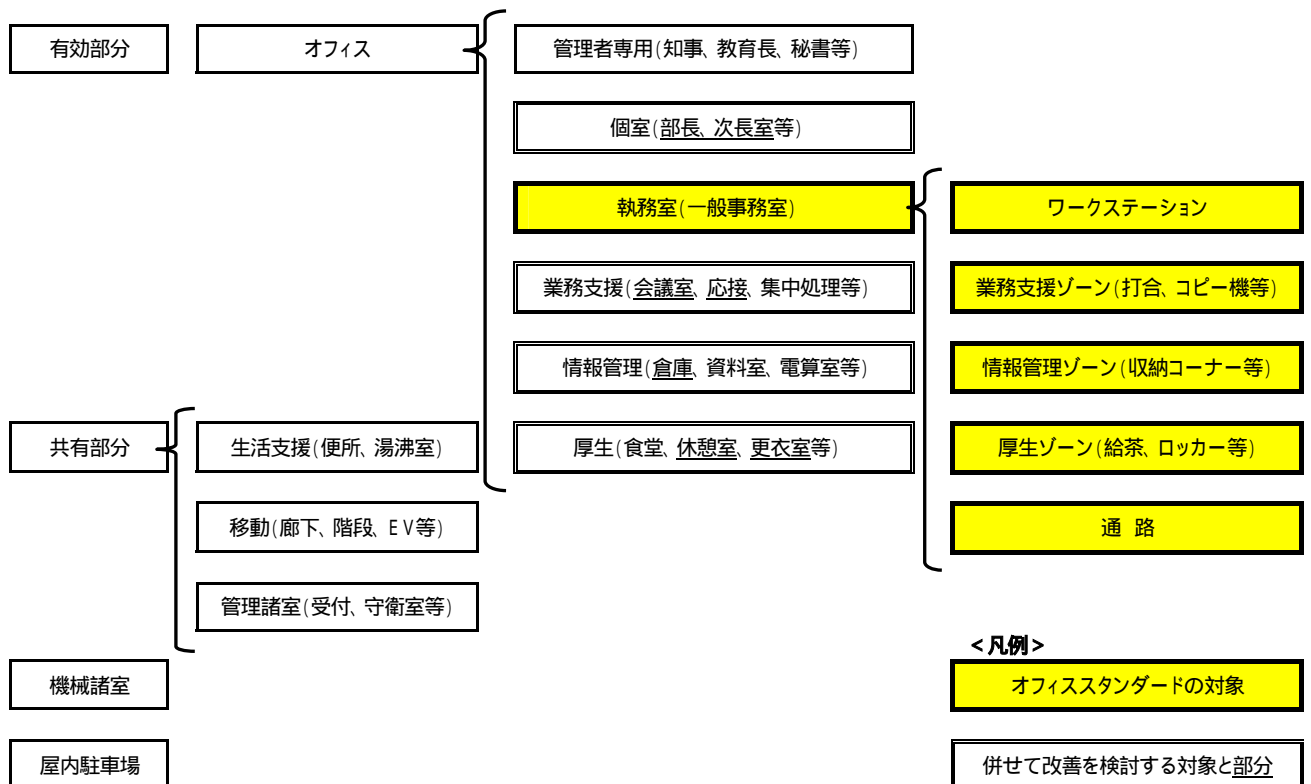 有効部分
オフィス
管理者専用(知事、教育長、秘書等)
個室(部長、次長室等)
執務室(一般事務室)
ワークステーション
業務支援(会議室、応接、集中処理等)
業務支援ゾーン(打合、コピー機等)
情報管理(倉庫、資料室、電算室等)
情報管理ゾーン(収納コーナー等)
共有部分
生活支援(便所、湯沸室)
厚生(食堂、休憩室、更衣室等)
厚生ゾーン(給茶、ロッカー等)
移動(廊下、階段、EV等)
通 路
管理諸室(受付、守衛室等)
<凡例>
機械諸室
オフィススタンダードの対象
屋内駐車場
併せて改善を検討する対象と部分